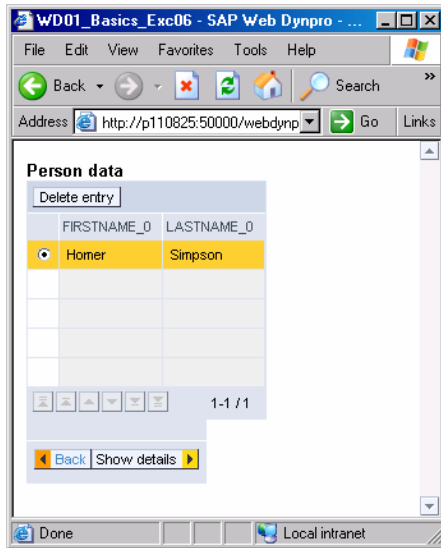 WD01_Basics_Exc06 - SAP Web Dynpro - ...
File Edit View Favorites Tools Help
Back Search »
Address http://p110825:50000/webdynp Go Links
Person data
Delete entry
FIRSTNAME_0 LASTNAME_0
Homer Simpson
1-1 / 1
Back Show details
Done Local intranet